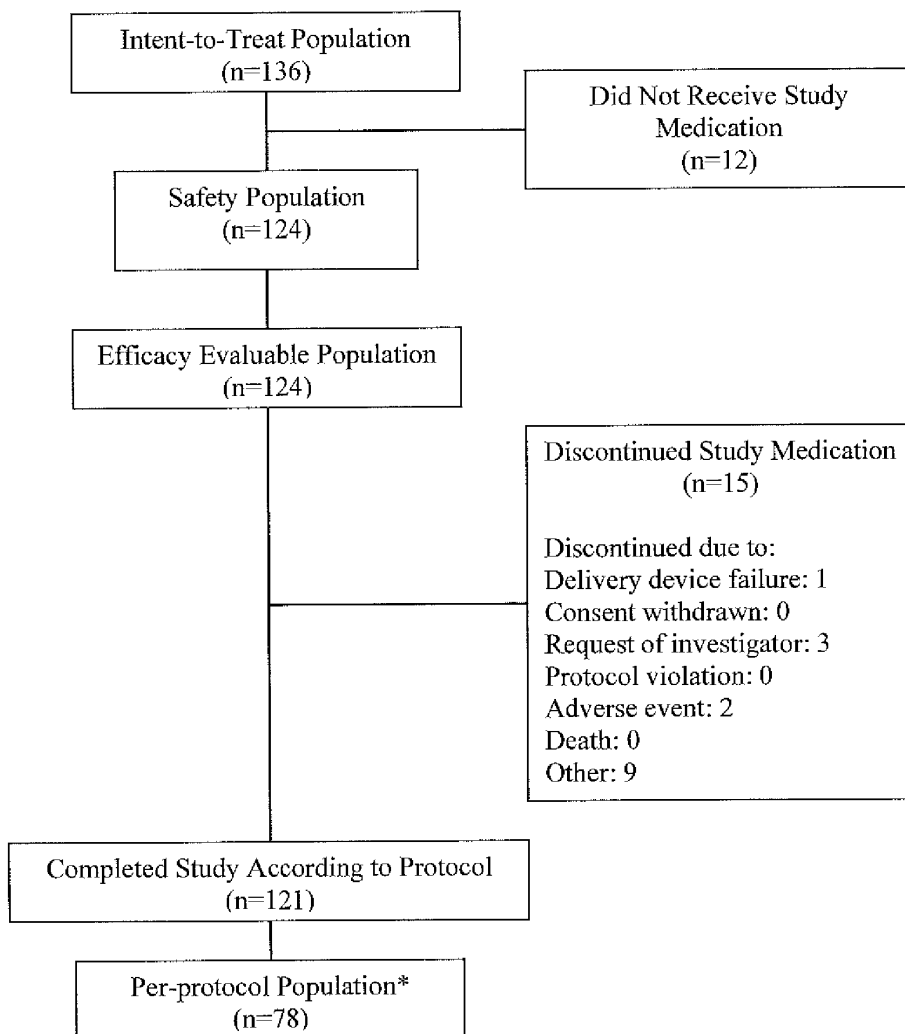 Intent-to-Treat Population
(n=136)
Did Not Receive Study
Medication
(n=12)
Safety Population
(n=124)
Efficacy Evaluable Population
(n=124)
Discontinued Study Medication
(n=15)
Discontinued due to:
Delivery device failure: 1
Consent withdrawn: 0
Request of investigator: 3
Protocol violation: 0
Adverse event: 2
Death: 0
Other: 9
Completed Study According to Protocol
(n=121)
Per-protocol Population*
(n=78)